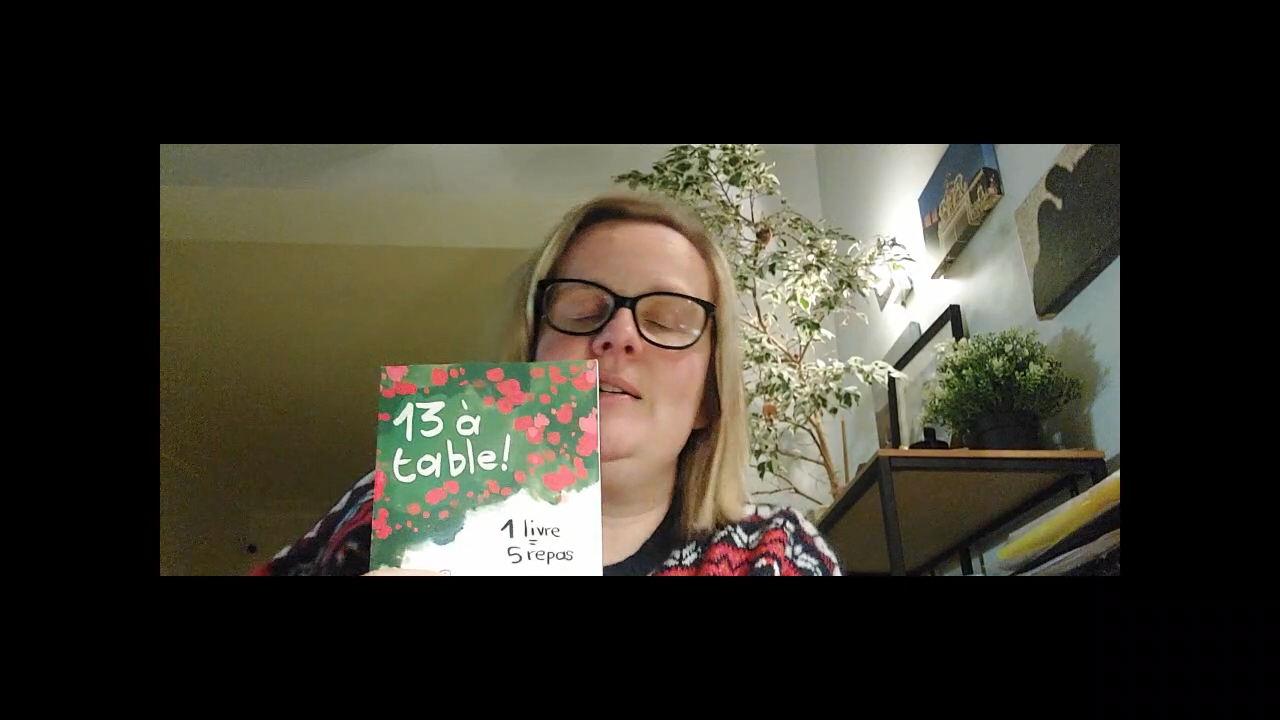 13 à
table!
1 livre
=
5 repas